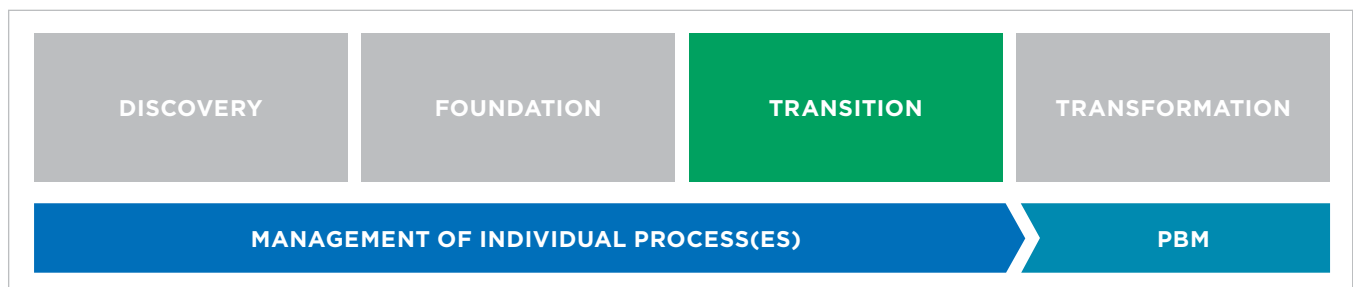 DISCOVERY
FOUNDATION
TRANSITION
TRANSFORMATION
MANAGEMENT OF INDIVIDUAL PROCESS(ES)
PBM